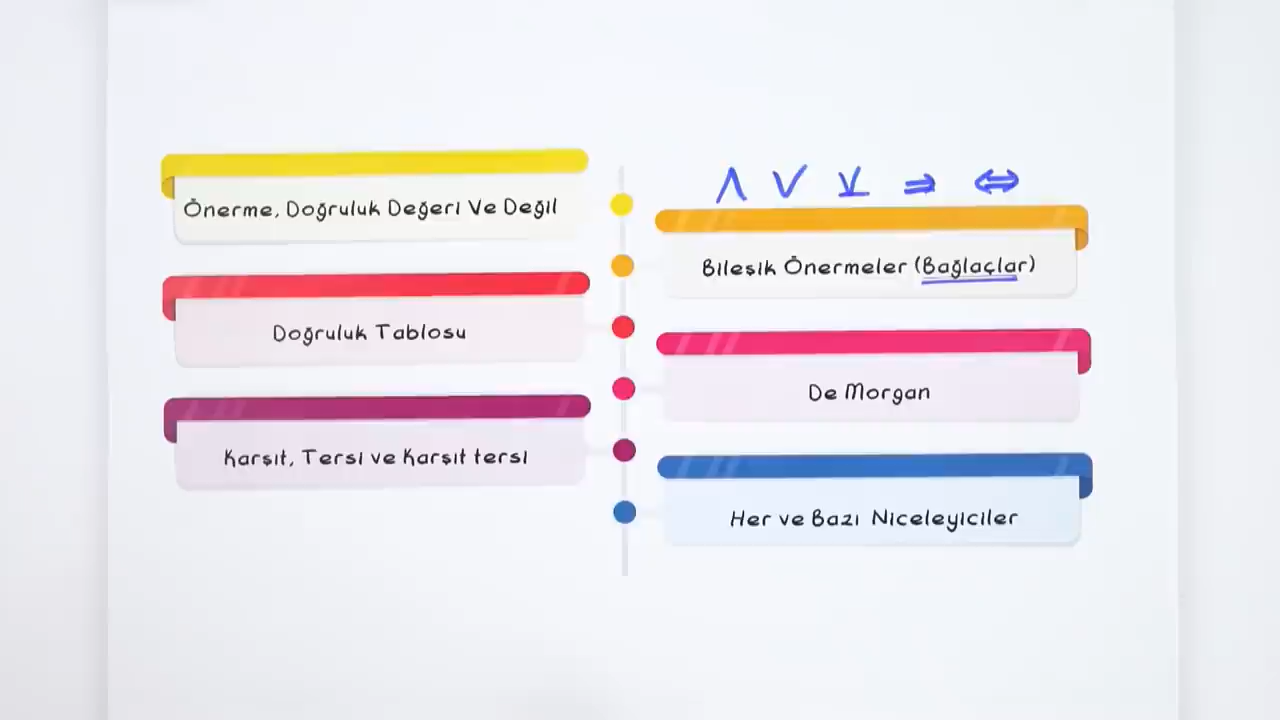 Önerme, Doğruluk Değeri Ve Değil
∧ ∨ ⊻ ⇒ ⇔
Bileşik Önermeler (Bağlaçlar)
Doğruluk Tablosu
De Morgan
Karşıt, Tersi ve Karşıt tersi
Her ve Bazı Niceleyiciler